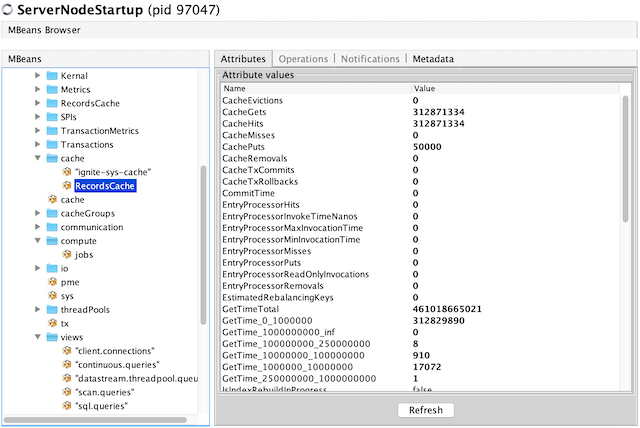 ServerNodeStartup (pid 97047)
MBeans Browser
MBeans
Kernal
Metrics
RecordsCache
SPIs
TransactionMetrics
Transactions
cache
"ignite-sys-cache"
RecordsCache
cache
cacheGroups
communication
compute
jobs
io
pme
sys
threadPools
tx
views
"client.connections"
"continuous.queries"
"datastream.threadpool.queu
"scan.queries"
"sql.queries"
Attributes Operations Notifications Metadata
Attribute values
Name Value
CacheEvictions 0
CacheGets 312871334
CacheHits 312871334
CacheMisses 0
CachePuts 50000
CacheRemovals 0
CacheTxCommits 0
CacheTxRollbacks 0
CommitTime 0
EntryProcessorHits 0
EntryProcessorInvokeTimeNanos 0
EntryProcessorMaxInvocationTime 0
EntryProcessorMinInvocationTime 0
EntryProcessorMisses 0
EntryProcessorPuts 0
EntryProcessorReadOnlyInvocations 0
EntryProcessorRemovals 0
EstimatedRebalancingKeys 0
GetTimeTotal 461018665021
GetTime_0_1000000 312829890
GetTime_1000000000_inf 0
GetTime_100000000_250000000 8
GetTime_10000000_100000000 910
GetTime_1000000_10000000 17072
GetTime_250000000_1000000000 1
IsIndexRebuildInProgress false
Refresh